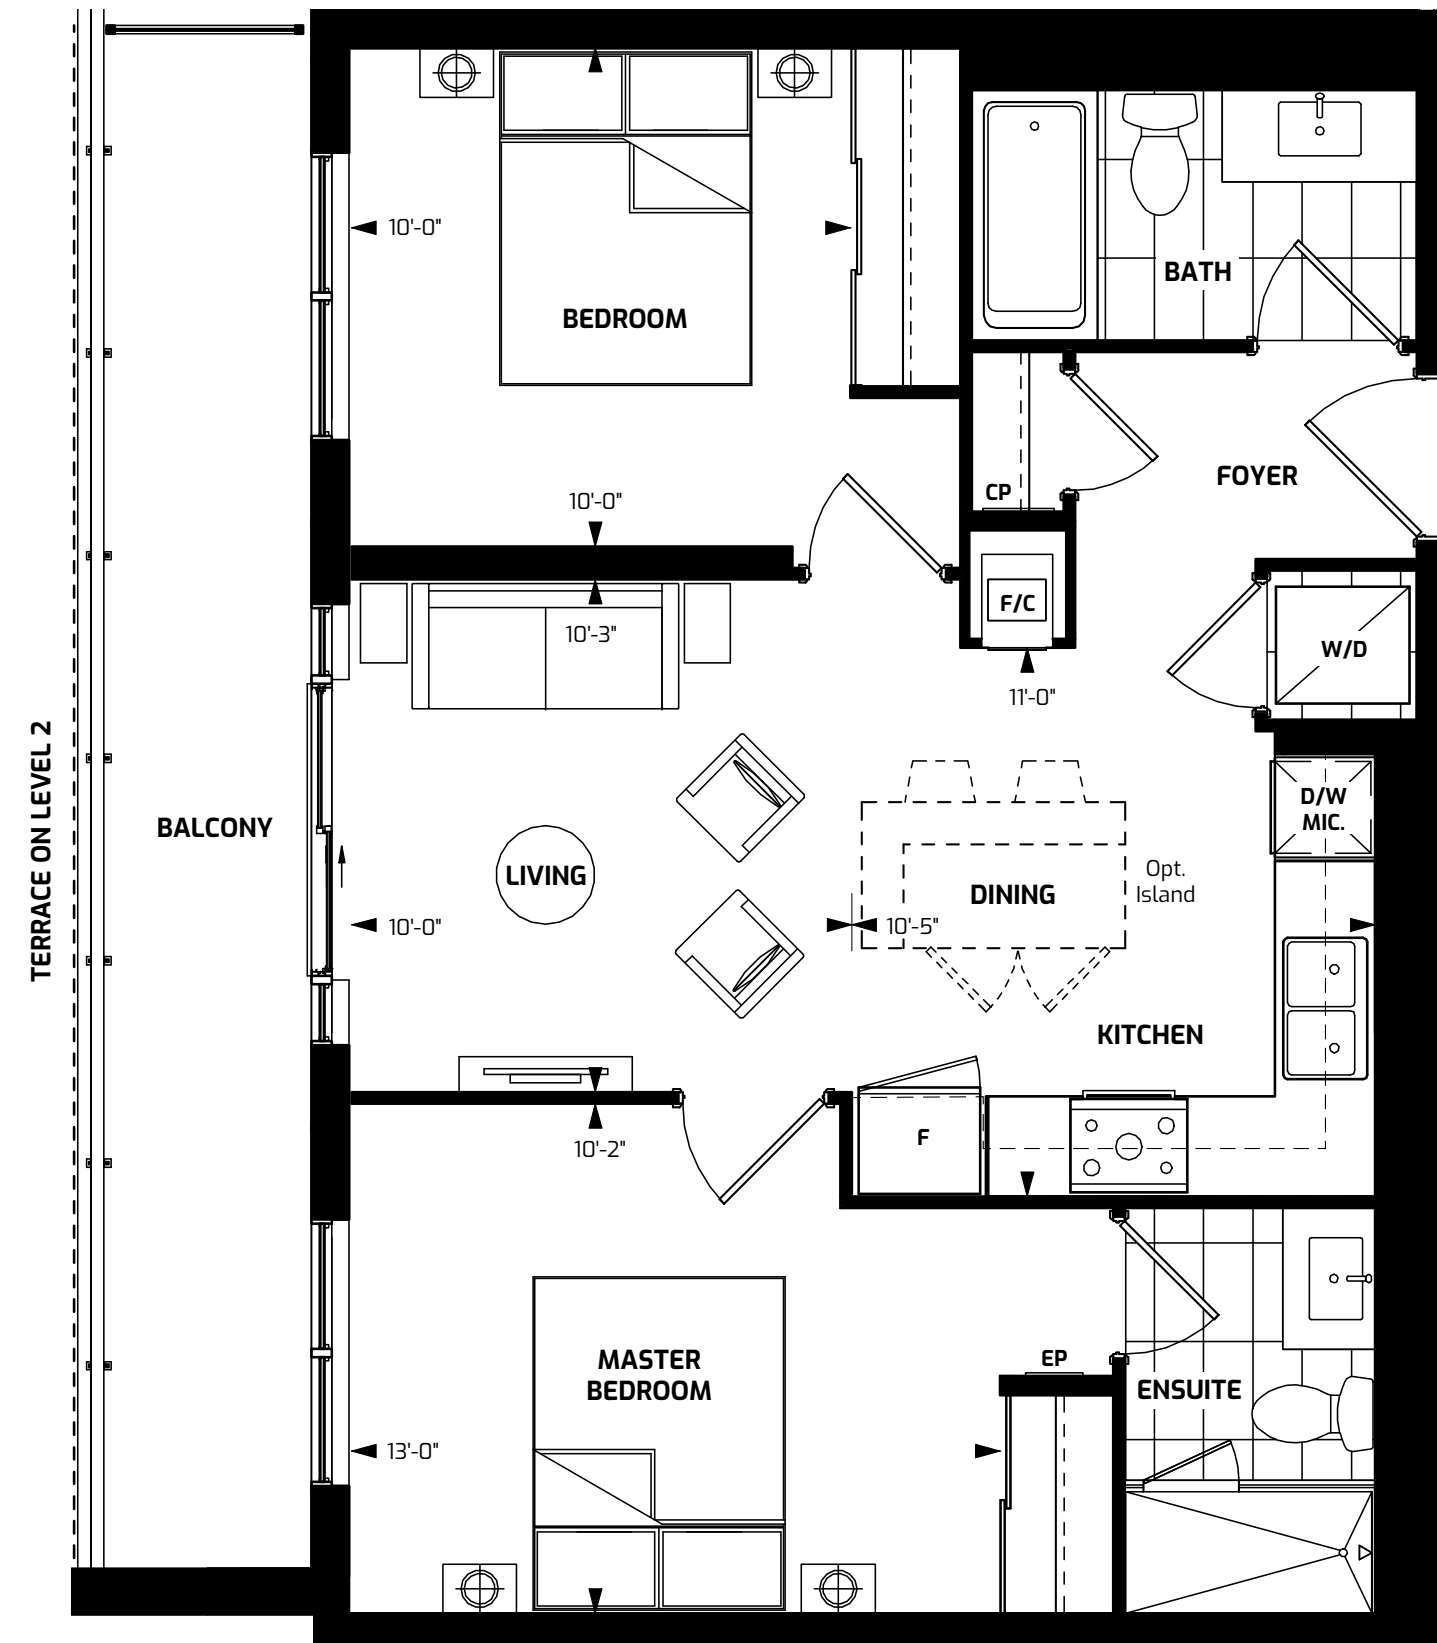 10'-0"
BEDROOM
BATH
10'-0"
CP
FOYER
F/C
10'-3"
W/D
11'-0"
TERRACE ON LEVEL 2
BALCONY
LIVING
D/W
MIC.
DINING
Opt.
Island
10'-0"
10'-5"
KITCHEN
F
10'-2"
MASTER
BEDROOM
EP
ENSUITE
13'-0"